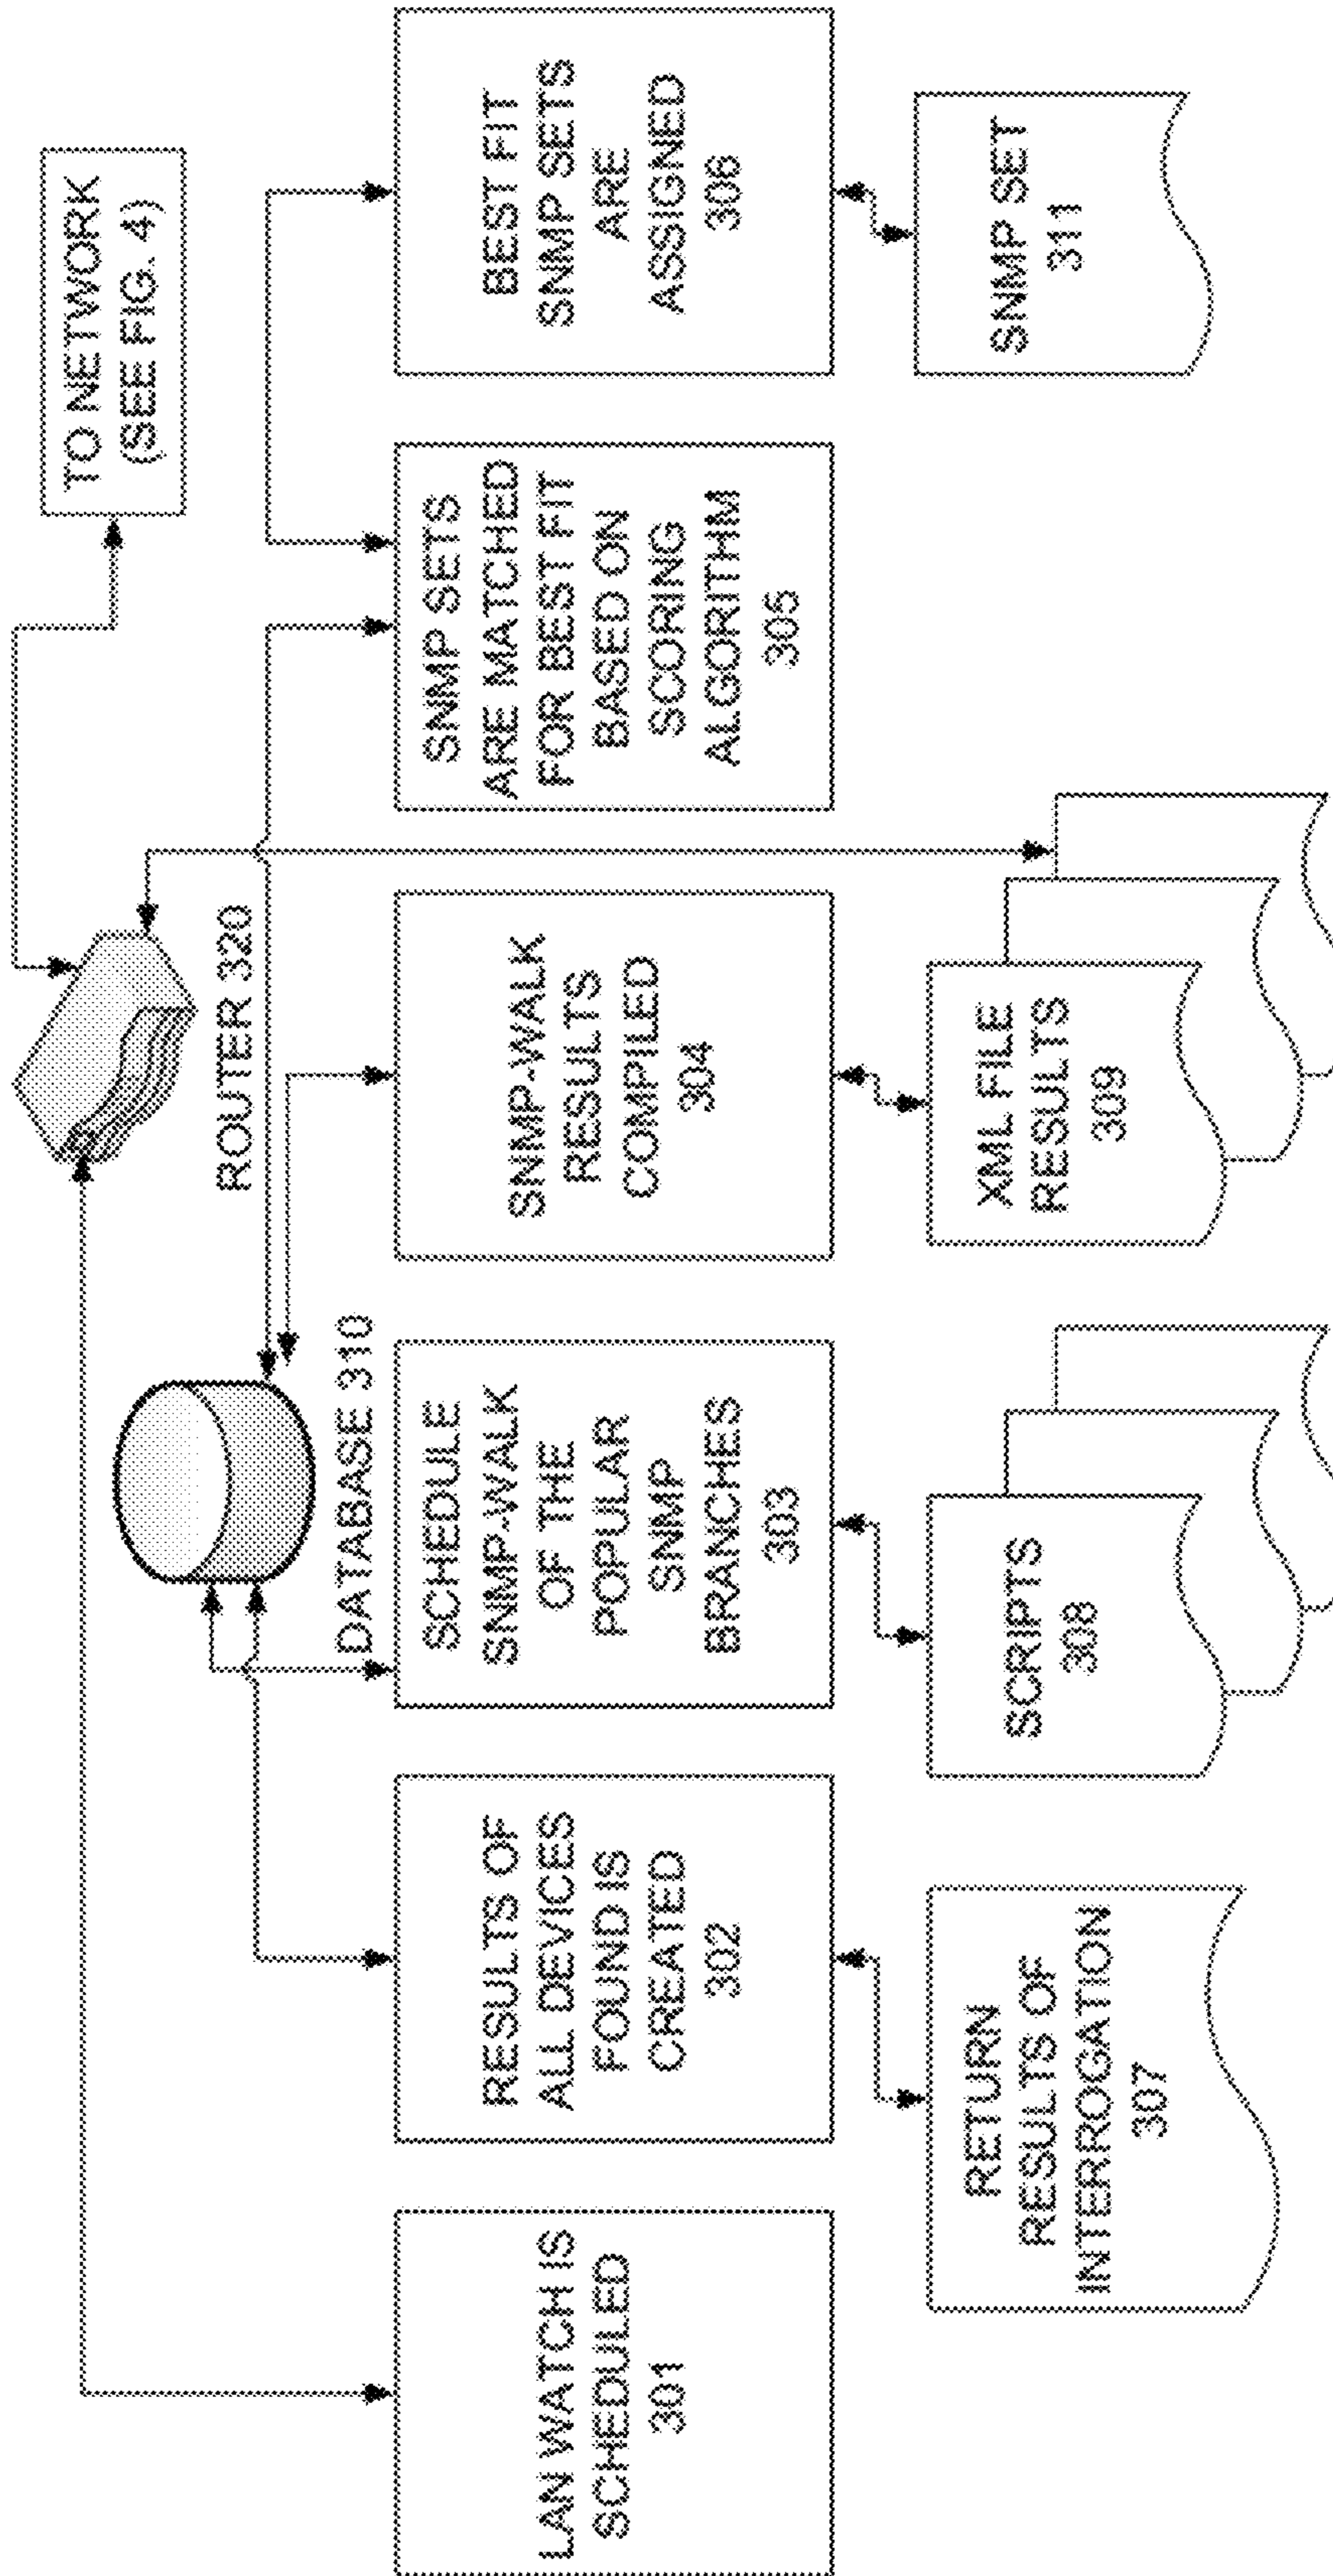 TO NETWORK
(SEE FIG. 4)
ROUTER 320
DATABASE 310
LAN WATCH IS
SCHEDULED
301
RESULTS OF
ALL DEVICES
FOUND IS
CREATED
302
SCHEDULE
SNMP-WALK
OF THE
POPULAR
SNMP
BRANCHES
303
SNMP-WALK
RESULTS
COMPILED
304
SNMP SETS
ARE MATCHED
FOR BEST FIT
BASED ON
SCORING
ALGORITHM
305
BEST FIT
SNMP SETS
ARE
ASSIGNED
306
RETURN
RESULTS OF
INTERROGATION
307
SCRIPTS
308
XML FILE
RESULTS
309
SNMP SET
311